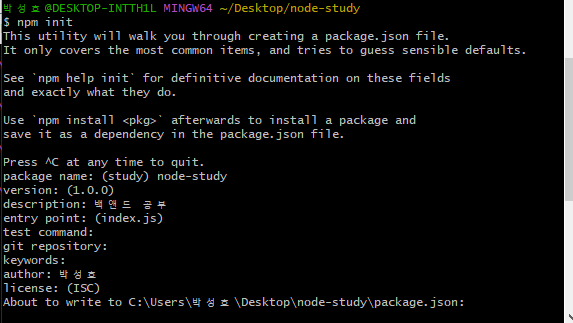 박성호@DESKTOP-INTTH1L MINGW64 ~/Desktop/node-study
$ npm init
This utility will walk you through creating a package.json file.
It only covers the most common items, and tries to guess sensible defaults.
See `npm help init` for definitive documentation on these fields
and exactly what they do.
Use `npm install <pkg>` afterwards to install a package and
save it as a dependency in the package.json file.
Press ^C at any time to quit.
package name: (study) node-study
version: (1.0.0)
description: 백앤드 공부
entry point: (index.js)
test command:
git repository:
keywords:
author: 박성호
license: (ISC)
About to write to C:\Users\박성호\Desktop\node-study\package.json: